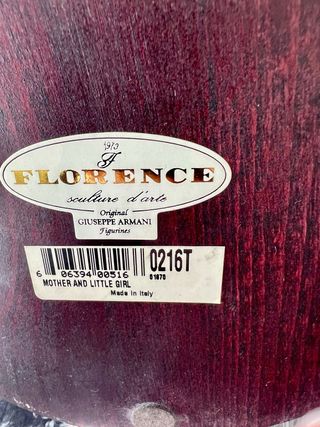 1973
F
FLORENCE
sculture d'arte
Original
GIUSEPPE ARMANI
Figurines
6 06394 00516 0216T
01670
MOTHER AND LITTLE GIRL
Made in Italy